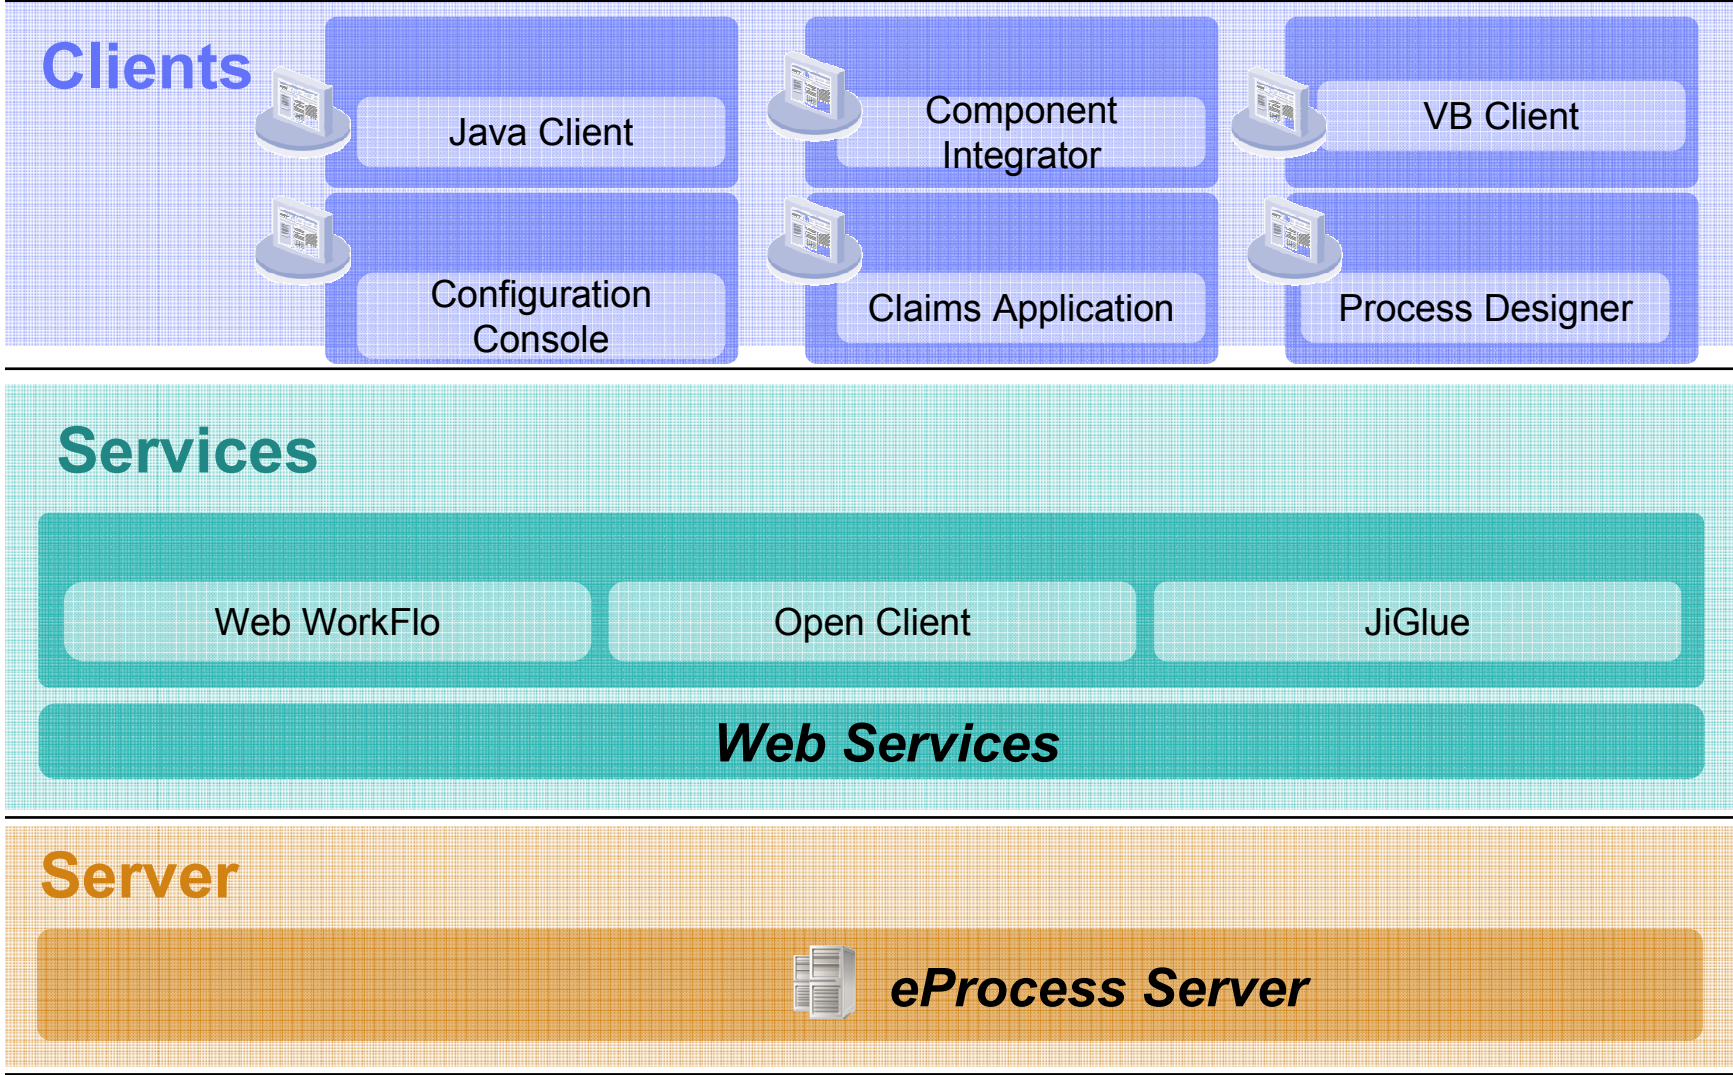 Clients
Java Client
Component
Integrator
VB Client
Configuration
Console
Claims Application
Process Designer
Services
Web WorkFlo
Open Client
JiGlue
Web Services
Server
eProcess Server